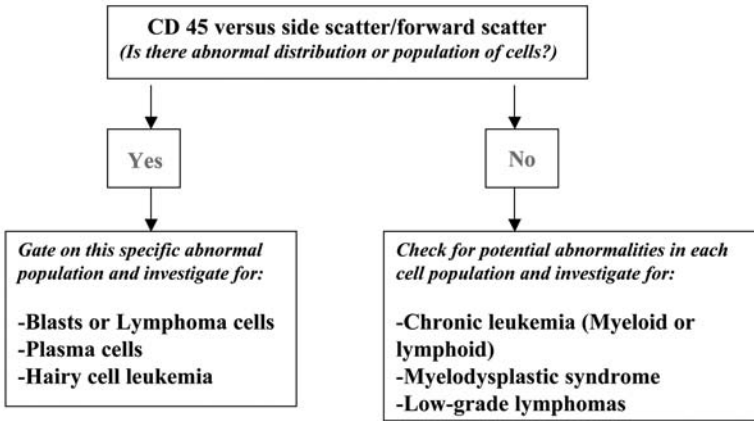 CD 45 versus side scatter/forward scatter
(Is there abnormal distribution or population of cells?)
Yes
No
Gate on this specific abnormal
population and investigate for:
-Blasts or Lymphoma cells
-Plasma cells
-Hairy cell leukemia
Check for potential abnormalities in each
cell population and investigate for:
-Chronic leukemia (Myeloid or
lymphoid)
-Myelodysplastic syndrome
-Low-grade lymphomas